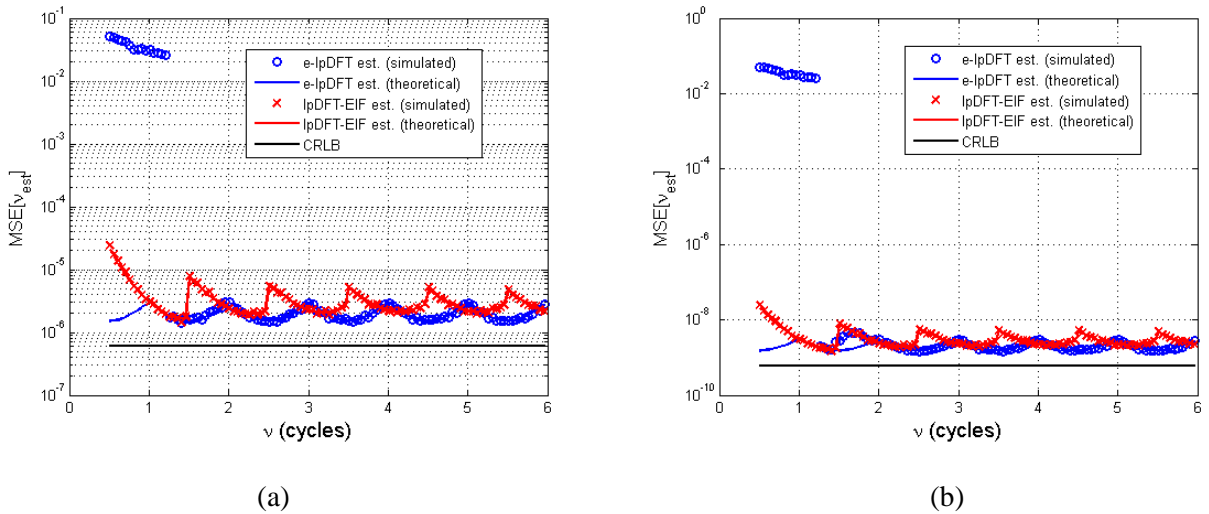 10^-1
10^-2
10^-3
10^-4
10^-5
10^-6
10^-7
MSE[ν_est]
e-IpDFT est. (simulated)
e-IpDFT est. (theoretical)
IpDFT-EIF est. (simulated)
IpDFT-EIF est. (theoretical)
CRLB
0 1 2 3 4 5 6
ν (cycles)
(a)
10^0
10^-2
10^-4
10^-6
10^-8
10^-10
MSE[ν_est]
e-IpDFT est. (simulated)
e-IpDFT est. (theoretical)
IpDFT-EIF est. (simulated)
IpDFT-EIF est. (theoretical)
CRLB
0 1 2 3 4 5 6
ν (cycles)
(b)